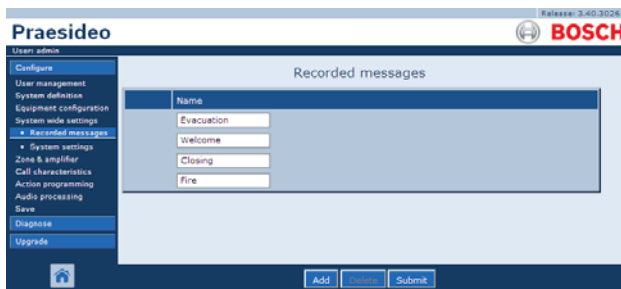 Release: 3.40.3024
Praesideo
BOSCH
User: admin
Configure
User management
System definition
Equipment configuration
System wide settings
• Recorded messages
• System settings
Zone & amplifier
Call characteristics
Action programming
Audio processing
Save
Diagnose
Upgrade
Recorded messages
Name
Evacuation
Welcome
Closing
Fire
Add Delete Submit